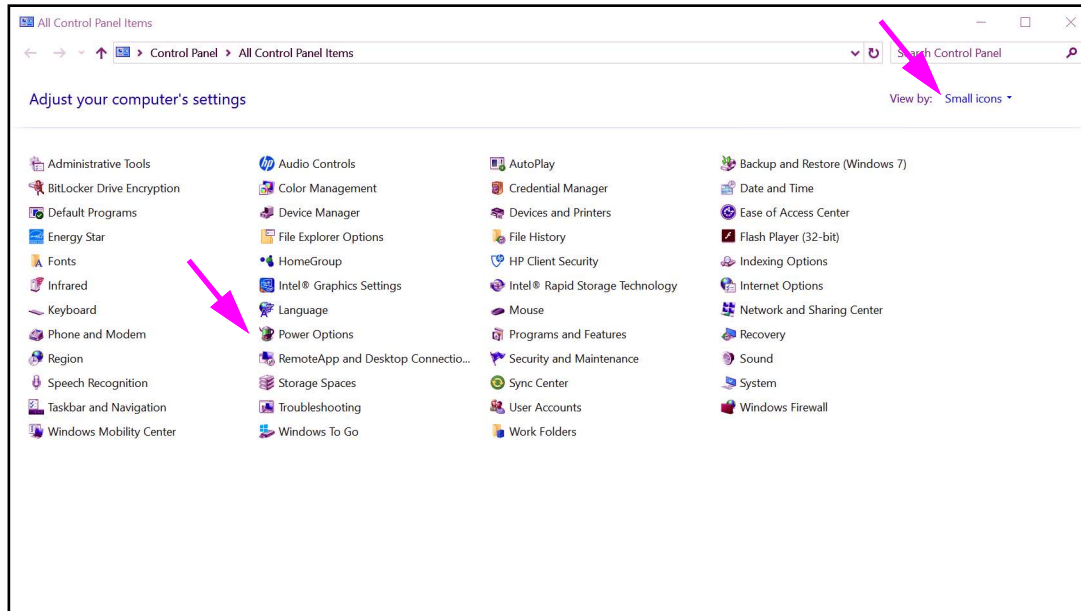 All Control Panel Items
Control Panel > All Control Panel Items
Search Control Panel
Adjust your computer's settings
View by: Small icons
Administrative Tools
Audio Controls
AutoPlay
Backup and Restore (Windows 7)
BitLocker Drive Encryption
Color Management
Credential Manager
Date and Time
Default Programs
Device Manager
Devices and Printers
Ease of Access Center
Energy Star
File Explorer Options
File History
Flash Player (32-bit)
Fonts
HomeGroup
HP Client Security
Indexing Options
Infrared
Intel® Graphics Settings
Intel® Rapid Storage Technology
Internet Options
Keyboard
Language
Mouse
Network and Sharing Center
Phone and Modem
Power Options
Programs and Features
Recovery
Region
RemoteApp and Desktop Connectio...
Security and Maintenance
Sound
Speech Recognition
Storage Spaces
Sync Center
System
Taskbar and Navigation
Troubleshooting
User Accounts
Windows Firewall
Windows Mobility Center
Windows To Go
Work Folders